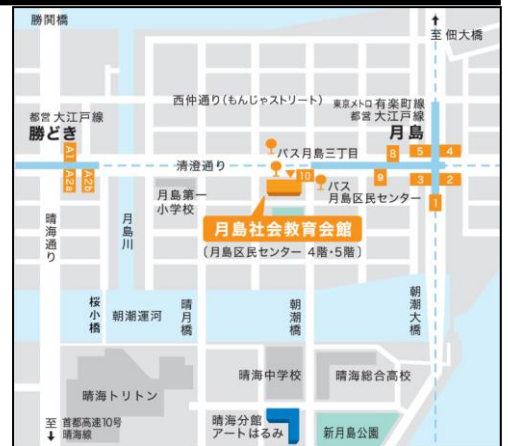 勝鬨橋
至 佃大橋
西仲通り(もんじゃストリート)
東京メトロ 有楽町線
都営 大江戸線
月島
都営 大江戸線
勝どき
A1
A2a
A2b
バス月島三丁目
清澄通り
8
5
4
10
9
3
2
1
バス
月島区民センター
月島第一
小学校
月島社会教育会館
(月島区民センター 4階・5階)
晴海通り
月島川
桜小橋
朝潮運河
晴月橋
朝潮橋
朝潮大橋
晴海中学校
晴海総合高校
晴海トリトン
至 首都高速10号
晴海線
晴海分館
アートはるみ
新月島公園